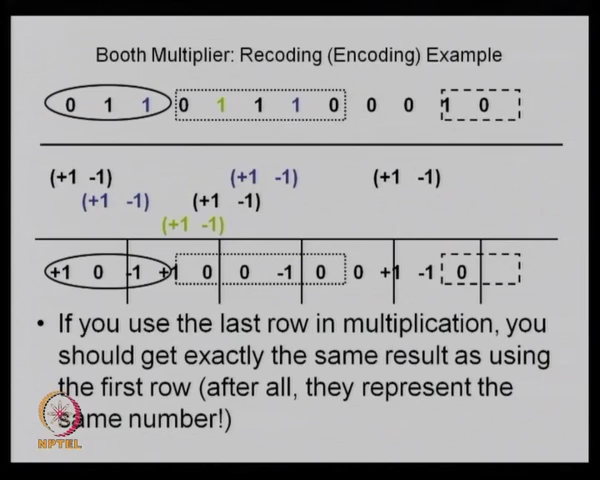 Booth Multiplier: Recoding (Encoding) Example
0 1 1 0 1 1 1 0 0 0 1 0
(+1 -1) (+1 -1) (+1 -1)
(+1 -1) (+1 -1)
(+1 -1)
+1 0 -1 +1 0 0 -1 0 0 +1 -1 0
• If you use the last row in multiplication, you
should get exactly the same result as using
the first row (after all, they represent the
same number!)
NPTEL